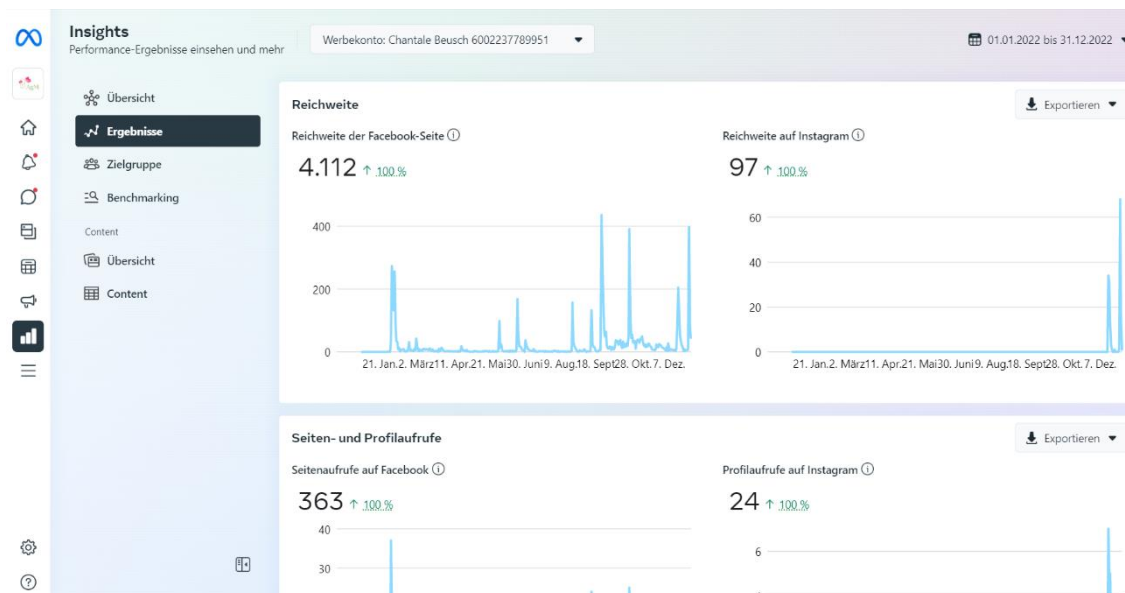 Insights
Performance-Ergebnisse einsehen und mehr
Werbekonto: Chantale Beusch 6002237789951
01.01.2022 bis 31.12.2022
Übersicht
Ergebnisse
Zielgruppe
Benchmarking
Content
Übersicht
Content
Reichweite
Exportieren
Reichweite der Facebook-Seite
4.112 ↑ 100 %
400
200
0
21. Jan.2. März11. Apr.21. Mai30. Juni9. Aug.18. Sept28. Okt.7. Dez.
Reichweite auf Instagram
97 ↑ 100 %
60
40
20
0
21. Jan.2. März11. Apr.21. Mai30. Juni9. Aug.18. Sept28. Okt.7. Dez.
Seiten- und Profilaufrufe
Exportieren
Seitenaufrufe auf Facebook
363 ↑ 100 %
40
30
Profilaufrufe auf Instagram
24 ↑ 100 %
6